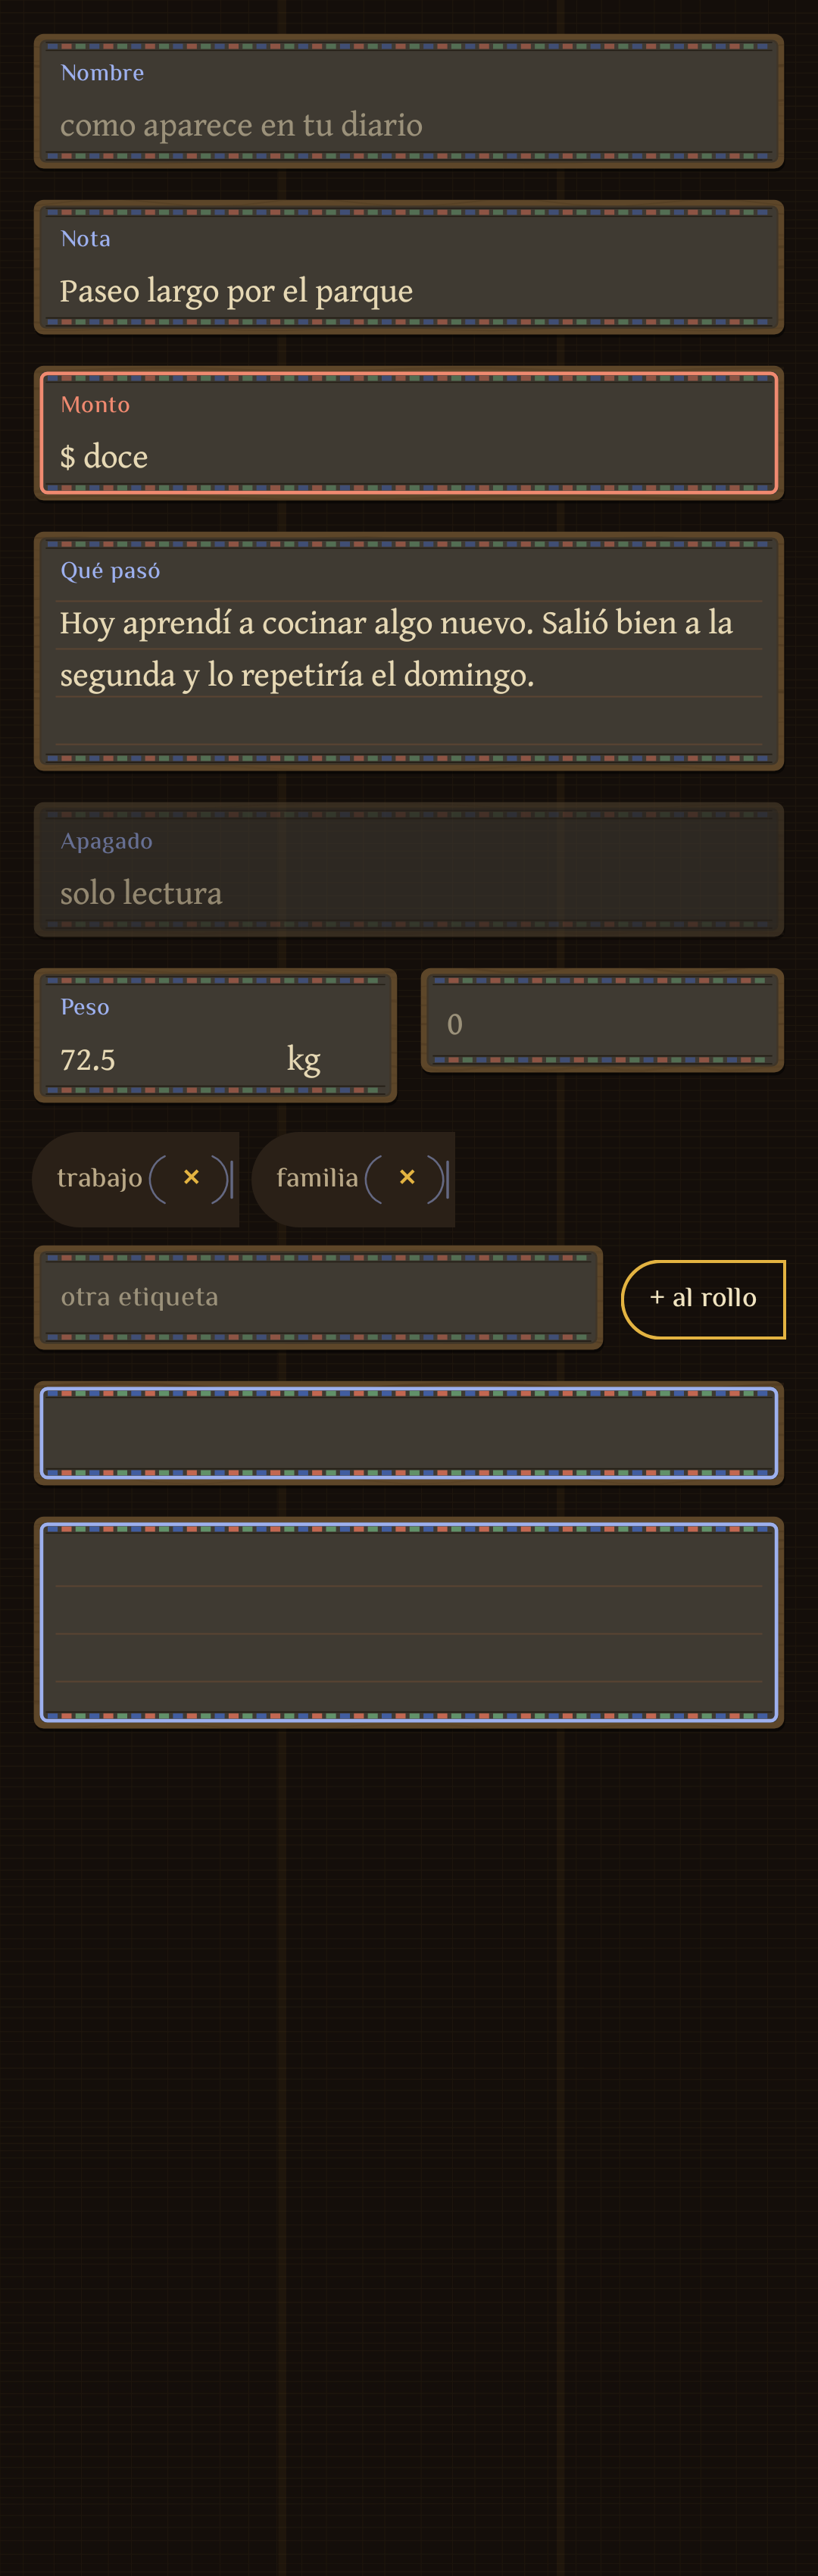 Nombre
como aparece en tu diario
Nota
Paseo largo por el parque
Monto
$ doce
Qué pasó
Hoy aprendí a cocinar algo nuevo. Salió bien a la
segunda y lo repetiría el domingo.
Apagado
solo lectura
Peso
72.5 kg
0
trabajo × familia ×
otra etiqueta
+ al rollo